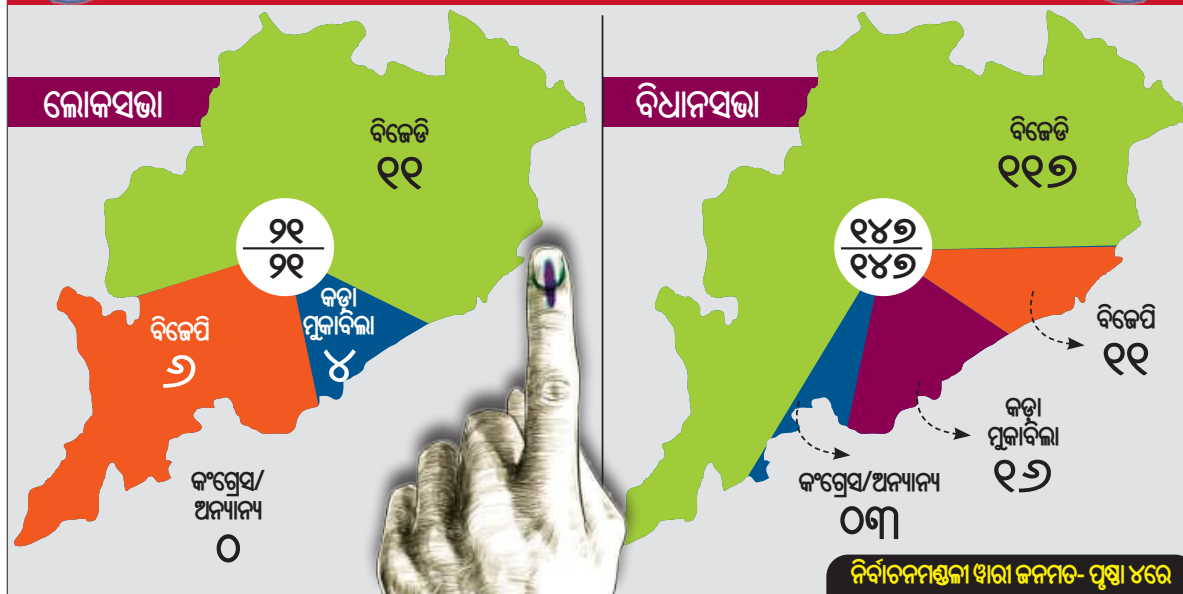 ଲୋକସଭା
ବିଜେଡି
୧୧
୨୧
୨୧
ବିଜେପି
୬
କଡ଼ା
ମୁକାବିଲା
୪
କଂଗ୍ରେସ/
ଅନ୍ୟାନ୍ୟ
୦
ବିଧାନସଭା
ବିଜେଡି
୧୧୭
୧୪୭
୧୪୭
ବିଜେପି
୧୧
କଡ଼ା
ମୁକାବିଲା
୧୬
କଂଗ୍ରେସ/ଅନ୍ୟାନ୍ୟ
୦୩
ନିର୍ବାଚନମଣ୍ଡଳୀ ୱାରୀ ଜନମତ- ପୃଷ୍ଠା ୪ରେ